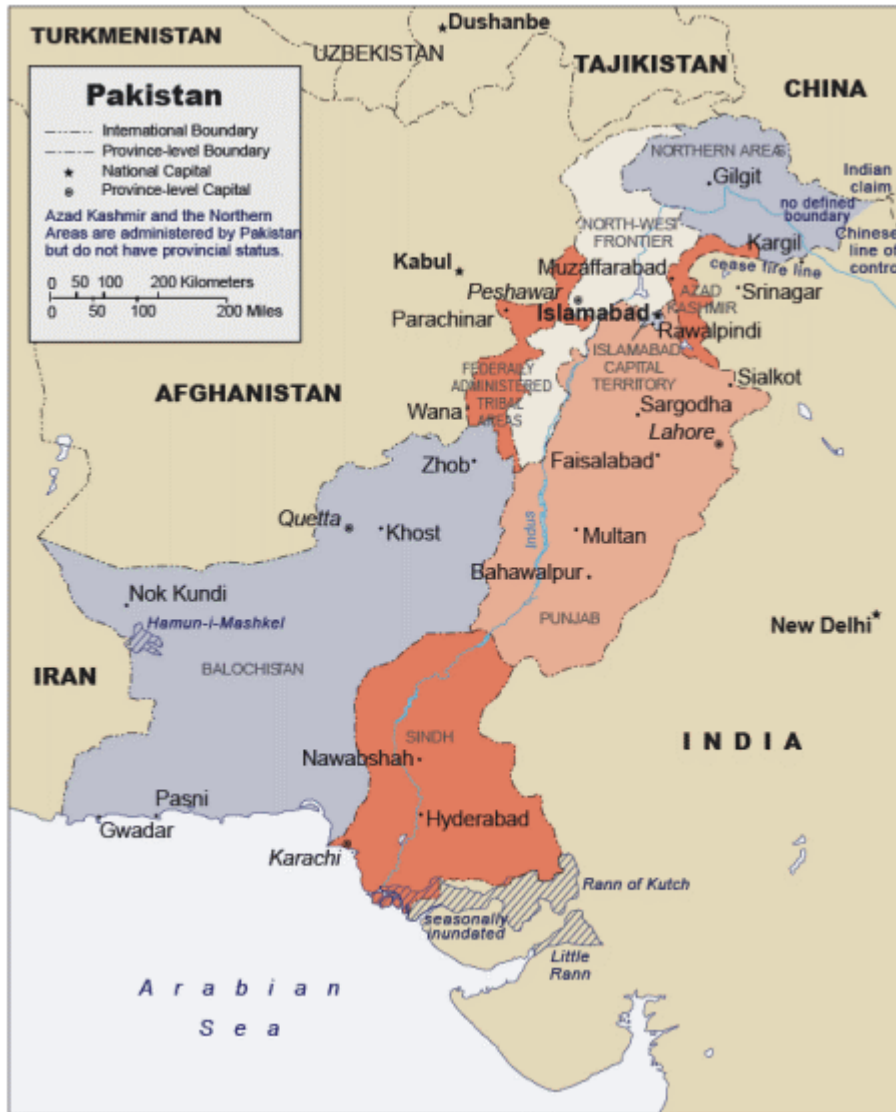 Dushanbe
TURKMENISTAN
UZBEKISTAN
TAJIKISTAN
CHINA
Pakistan
International Boundary
Province-level Boundary
National Capital
Province-level Capital
Azad Kashmir and the Northern
Areas are administered by Pakistan
but do not have provincial status.
0 50 100 200 Kilometers
0 50 100 200 Miles
NORTHERN AREAS
Gilgit
Indian
claim
no defined
boundary
Chinese
line of
control
NORTH-WEST
FRONTIER
Kargil
cease fire line
Kabul
Muzaffarabad
Peshawar
AZAD
KASHMIR
Srinagar
Parachinar
Islamabad
Rawalpindi
ISLAMABAD
CAPITAL
TERRITORY
FEDERALLY
ADMINISTERED
TRIBAL
AREAS
Sialkot
AFGHANISTAN
Wana
Sargodha
Lahore
Zhob
Faisalabad
Quetta
Khost
Indus
Multan
Bahawalpur
Nok Kundi
Hamun-i-Mashkel
PUNJAB
New Delhi
IRAN
BALOCHISTAN
SINDH
INDIA
Nawabshah
Pasni
Gwadar
Hyderabad
Karachi
Rann of Kutch
seasonally
inundated
Little
Rann
Arabian
Sea